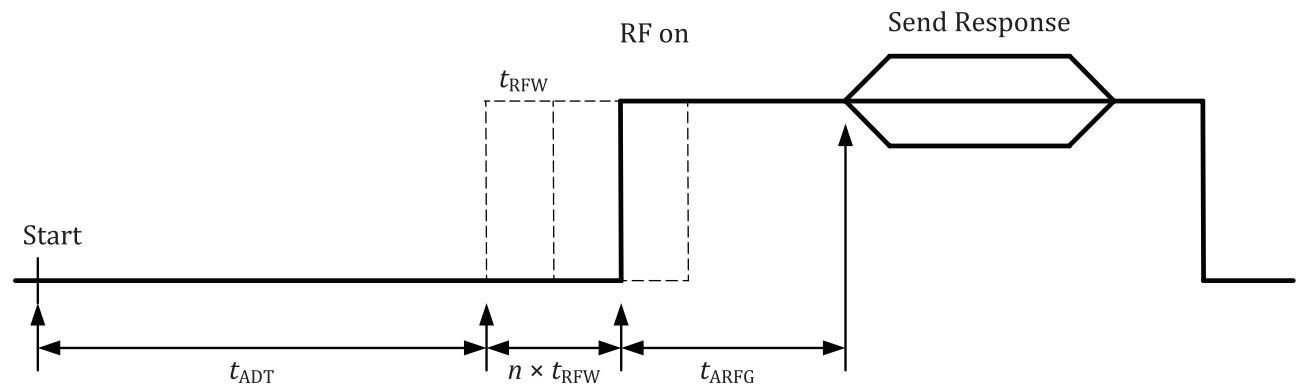 RF on
Send Response
tRFW
Start
tADT
n × tRFW
tARFG